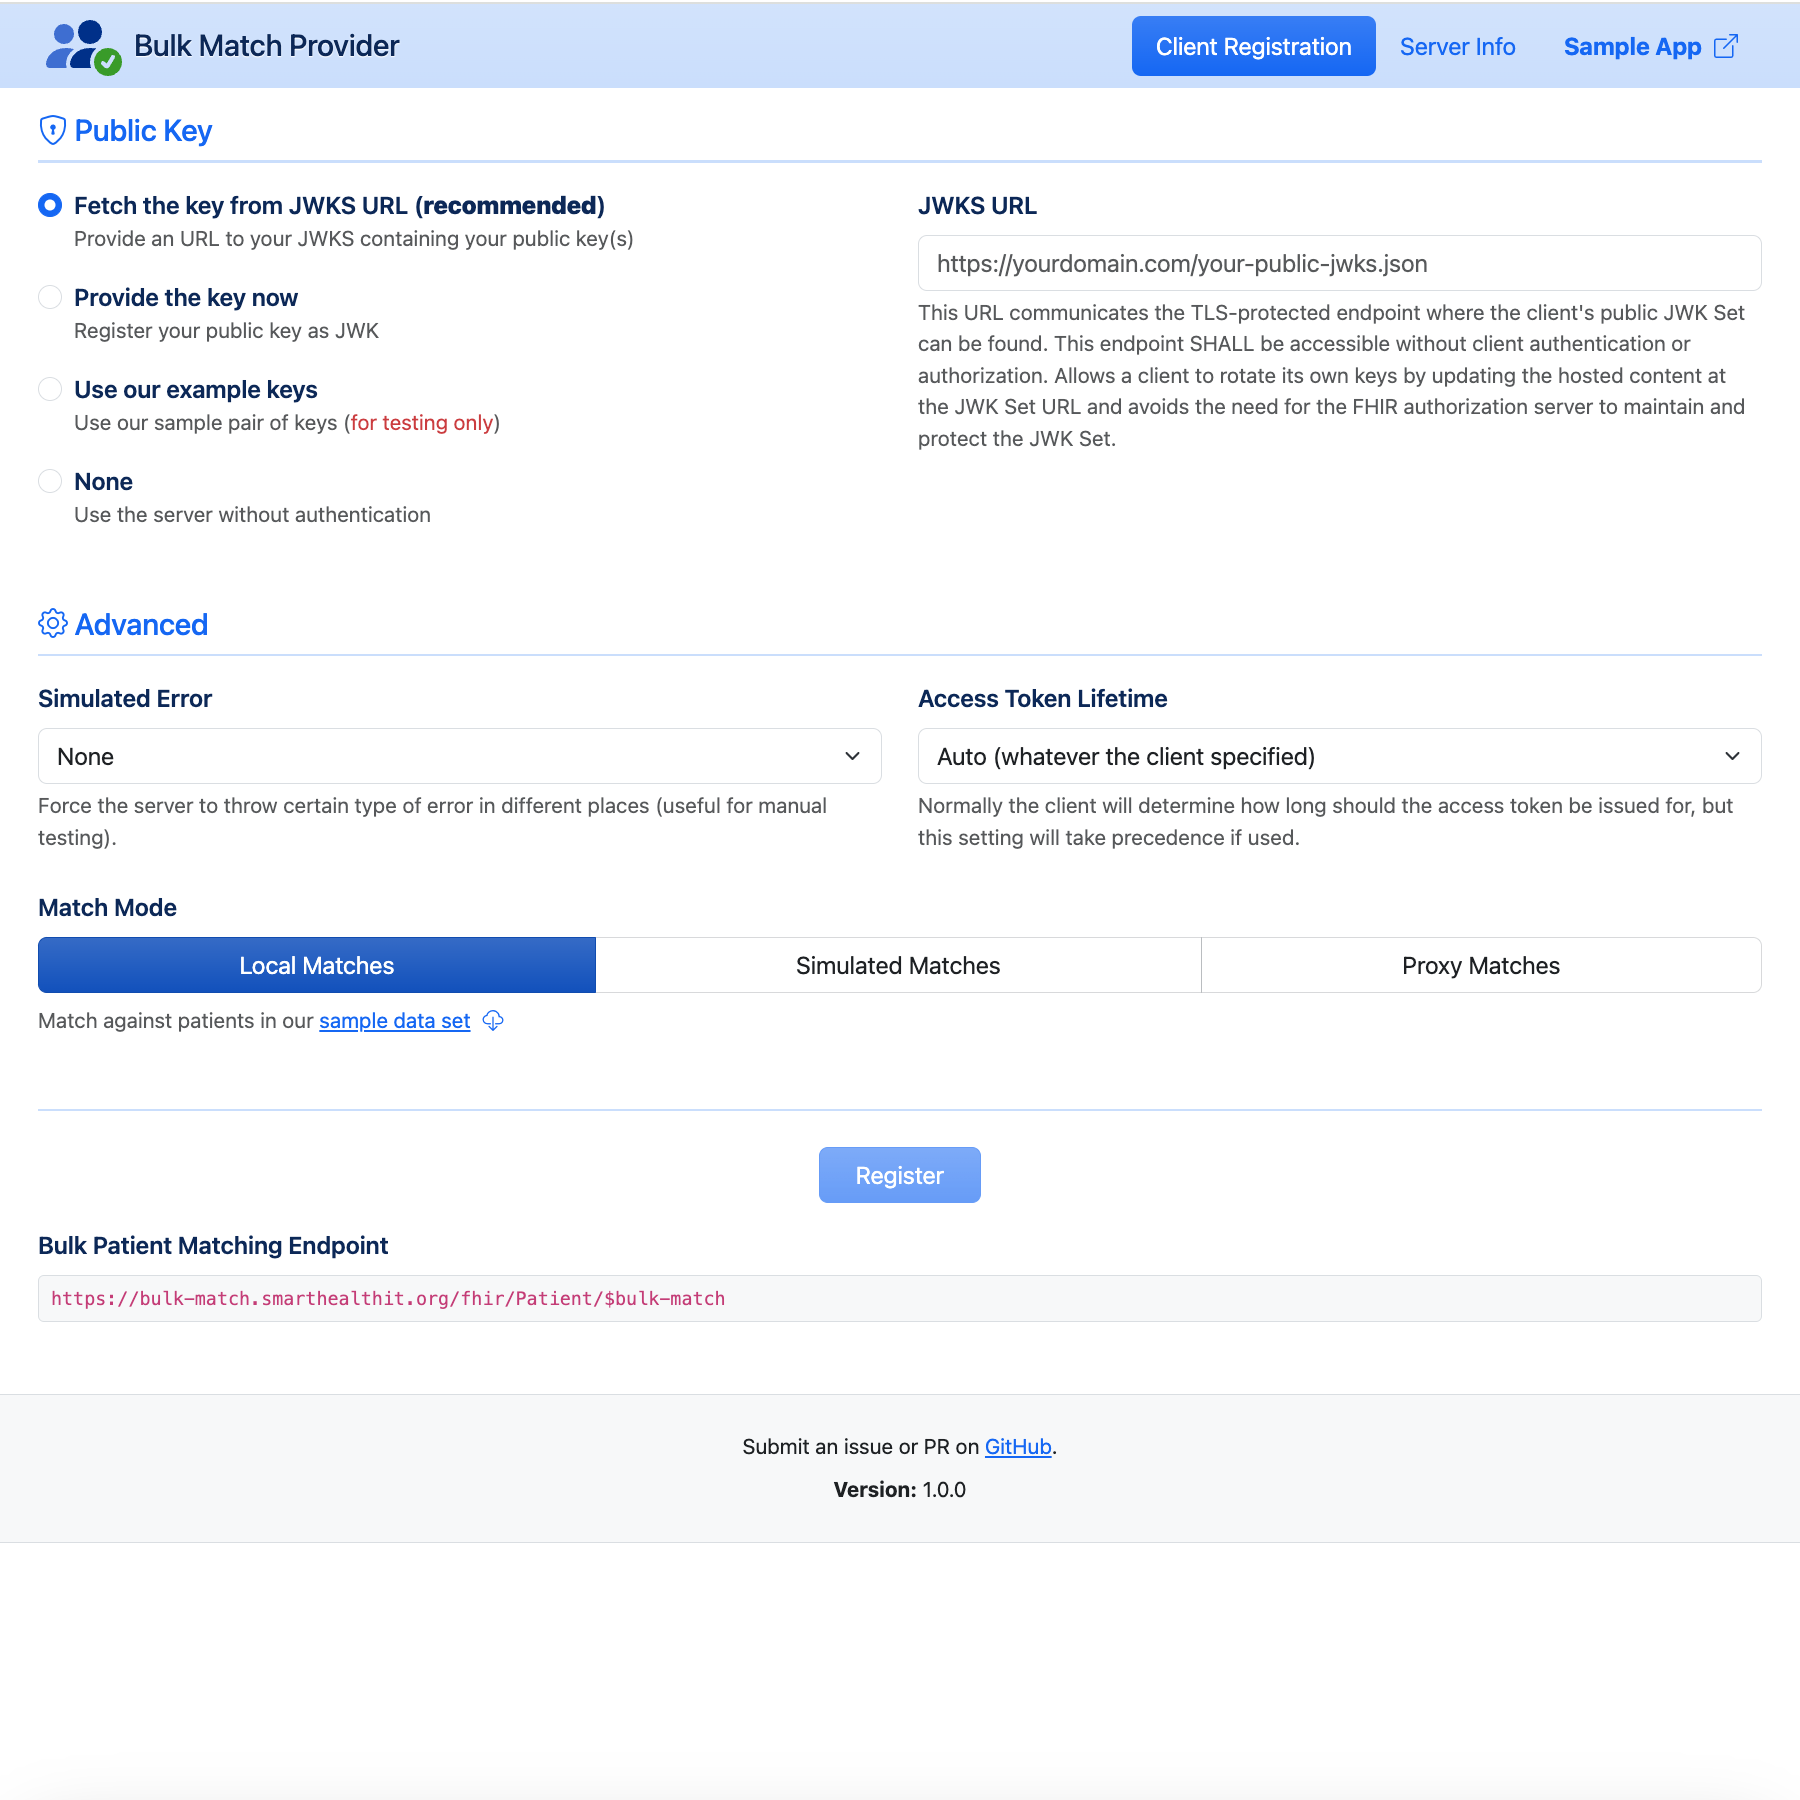 Bulk Match Provider
Client Registration
Server Info
Sample App
Public Key
Fetch the key from JWKS URL (recommended)
Provide an URL to your JWKS containing your public key(s)
Provide the key now
Register your public key as JWK
Use our example keys
Use our sample pair of keys (for testing only)
None
Use the server without authentication
JWKS URL
https://yourdomain.com/your-public-jwks.json
This URL communicates the TLS-protected endpoint where the client's public JWK Set
can be found. This endpoint SHALL be accessible without client authentication or
authorization. Allows a client to rotate its own keys by updating the hosted content at
the JWK Set URL and avoids the need for the FHIR authorization server to maintain and
protect the JWK Set.
Advanced
Simulated Error
None
Force the server to throw certain type of error in different places (useful for manual
testing).
Access Token Lifetime
Auto (whatever the client specified)
Normally the client will determine how long should the access token be issued for, but
this setting will take precedence if used.
Match Mode
Local Matches
Simulated Matches
Proxy Matches
Match against patients in our sample data set
Register
Bulk Patient Matching Endpoint
https://bulk-match.smarthealthit.org/fhir/Patient/$bulk-match
Submit an issue or PR on GitHub.
Version: 1.0.0